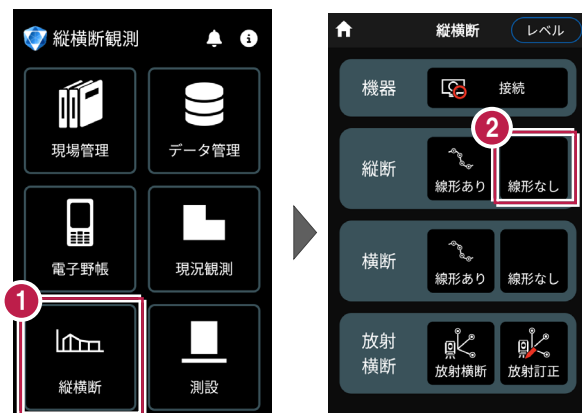 縦横断観測
現場管理
データ管理
電子野帳
現況観測
1
縦横断
測設
縦横断
レベル
機器
接続
2
縦断
線形あり
線形なし
横断
線形あり
線形なし
放射
横断
放射横断
放射訂正